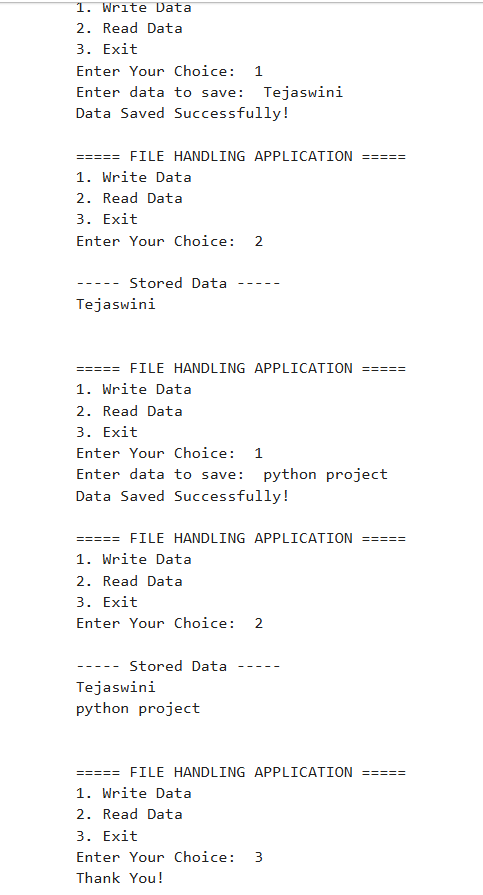 1. Write Data
2. Read Data
3. Exit
Enter Your Choice:  1
Enter data to save:  Tejaswini
Data Saved Successfully!

===== FILE HANDLING APPLICATION =====
1. Write Data
2. Read Data
3. Exit
Enter Your Choice:  2

----- Stored Data -----
Tejaswini


===== FILE HANDLING APPLICATION =====
1. Write Data
2. Read Data
3. Exit
Enter Your Choice:  1
Enter data to save:  python project
Data Saved Successfully!

===== FILE HANDLING APPLICATION =====
1. Write Data
2. Read Data
3. Exit
Enter Your Choice:  2

----- Stored Data -----
Tejaswini
python project


===== FILE HANDLING APPLICATION =====
1. Write Data
2. Read Data
3. Exit
Enter Your Choice:  3
Thank You!